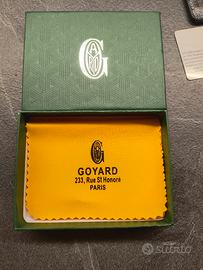 GOYARD
233, Rue St Honoré
PARIS
subito